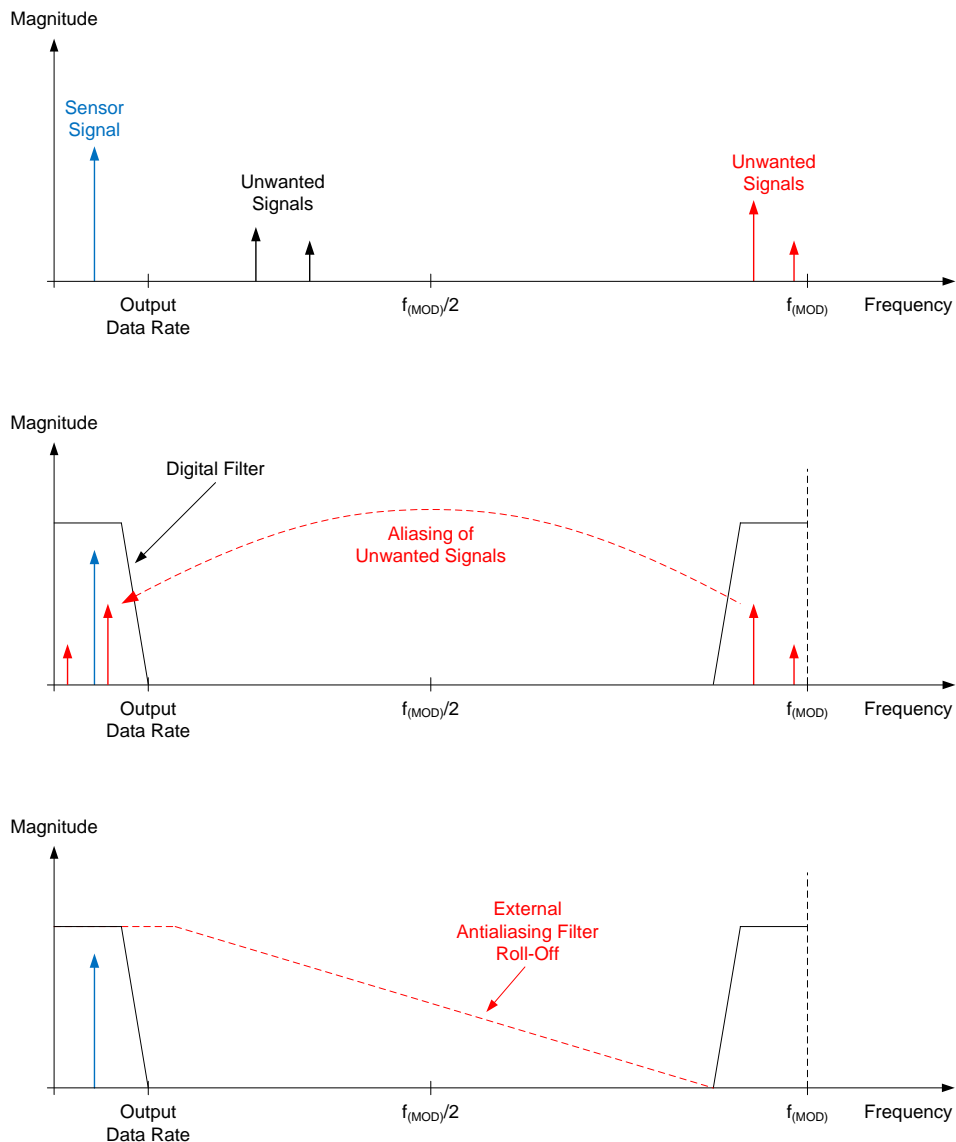 Magnitude
Sensor
Signal
Unwanted
Signals
Unwanted
Signals
Output
Data Rate
f(MOD)/2
f(MOD)
Frequency
Magnitude
Digital Filter
Aliasing of
Unwanted Signals
Output
Data Rate
f(MOD)/2
f(MOD)
Frequency
Magnitude
External
Antialiasing Filter
Roll-Off
Output
Data Rate
f(MOD)/2
f(MOD)
Frequency